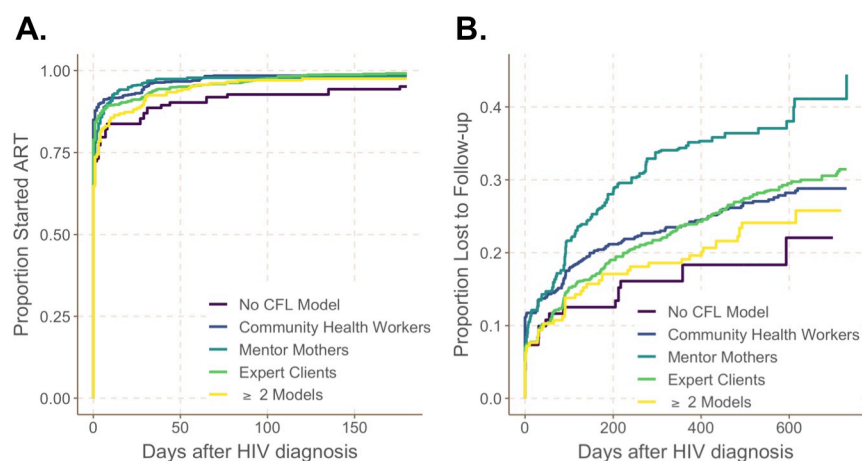 A.
Proportion Started ART
1.00
0.75
0.50
0.25
0.00
No CFL Model
Community Health Workers
Mentor Mothers
Expert Clients
≥ 2 Models
0
50
100
150
Days after HIV diagnosis
B.
Proportion Lost to Follow-up
0.4
0.3
0.2
0.1
0.0
No CFL Model
Community Health Workers
Mentor Mothers
Expert Clients
≥ 2 Models
0
200
400
600
Days after HIV diagnosis